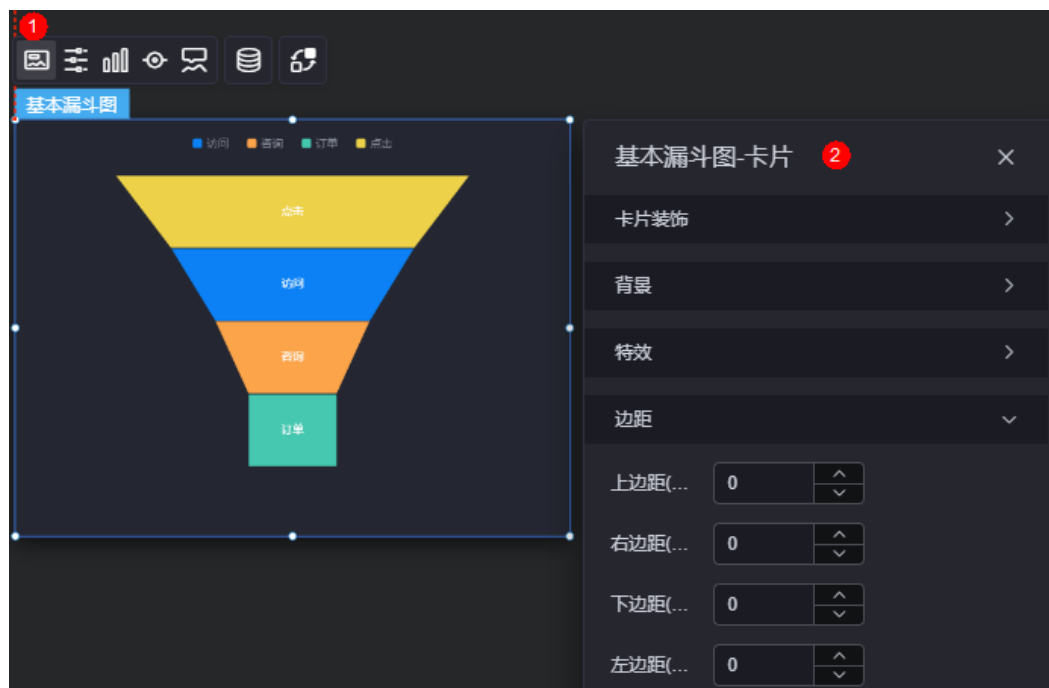 1
基本漏斗图
访问 咨询 订单 点击
点击
访问
咨询
订单
基本漏斗图-卡片 2
卡片装饰
背景
特效
边距
上边距(... 0
右边距(... 0
下边距(... 0
左边距(... 0